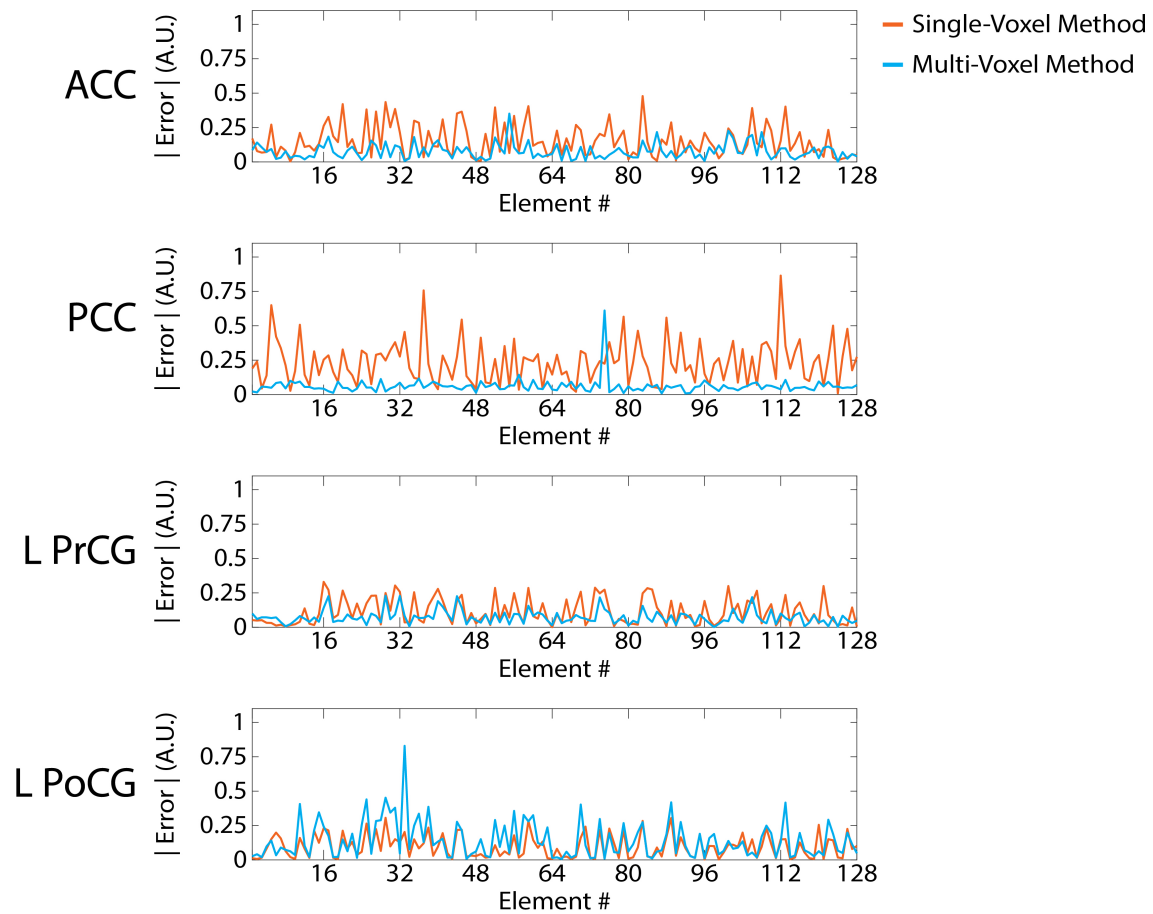 Single-Voxel Method
Multi-Voxel Method
ACC
| Error | (A.U.)
1
0.75
0.5
0.25
0
16 32 48 64 80 96 112 128
Element #
PCC
| Error | (A.U.)
1
0.75
0.5
0.25
0
16 32 48 64 80 96 112 128
Element #
L PrCG
| Error | (A.U.)
1
0.75
0.5
0.25
0
16 32 48 64 80 96 112 128
Element #
L PoCG
| Error | (A.U.)
1
0.75
0.5
0.25
0
16 32 48 64 80 96 112 128
Element #